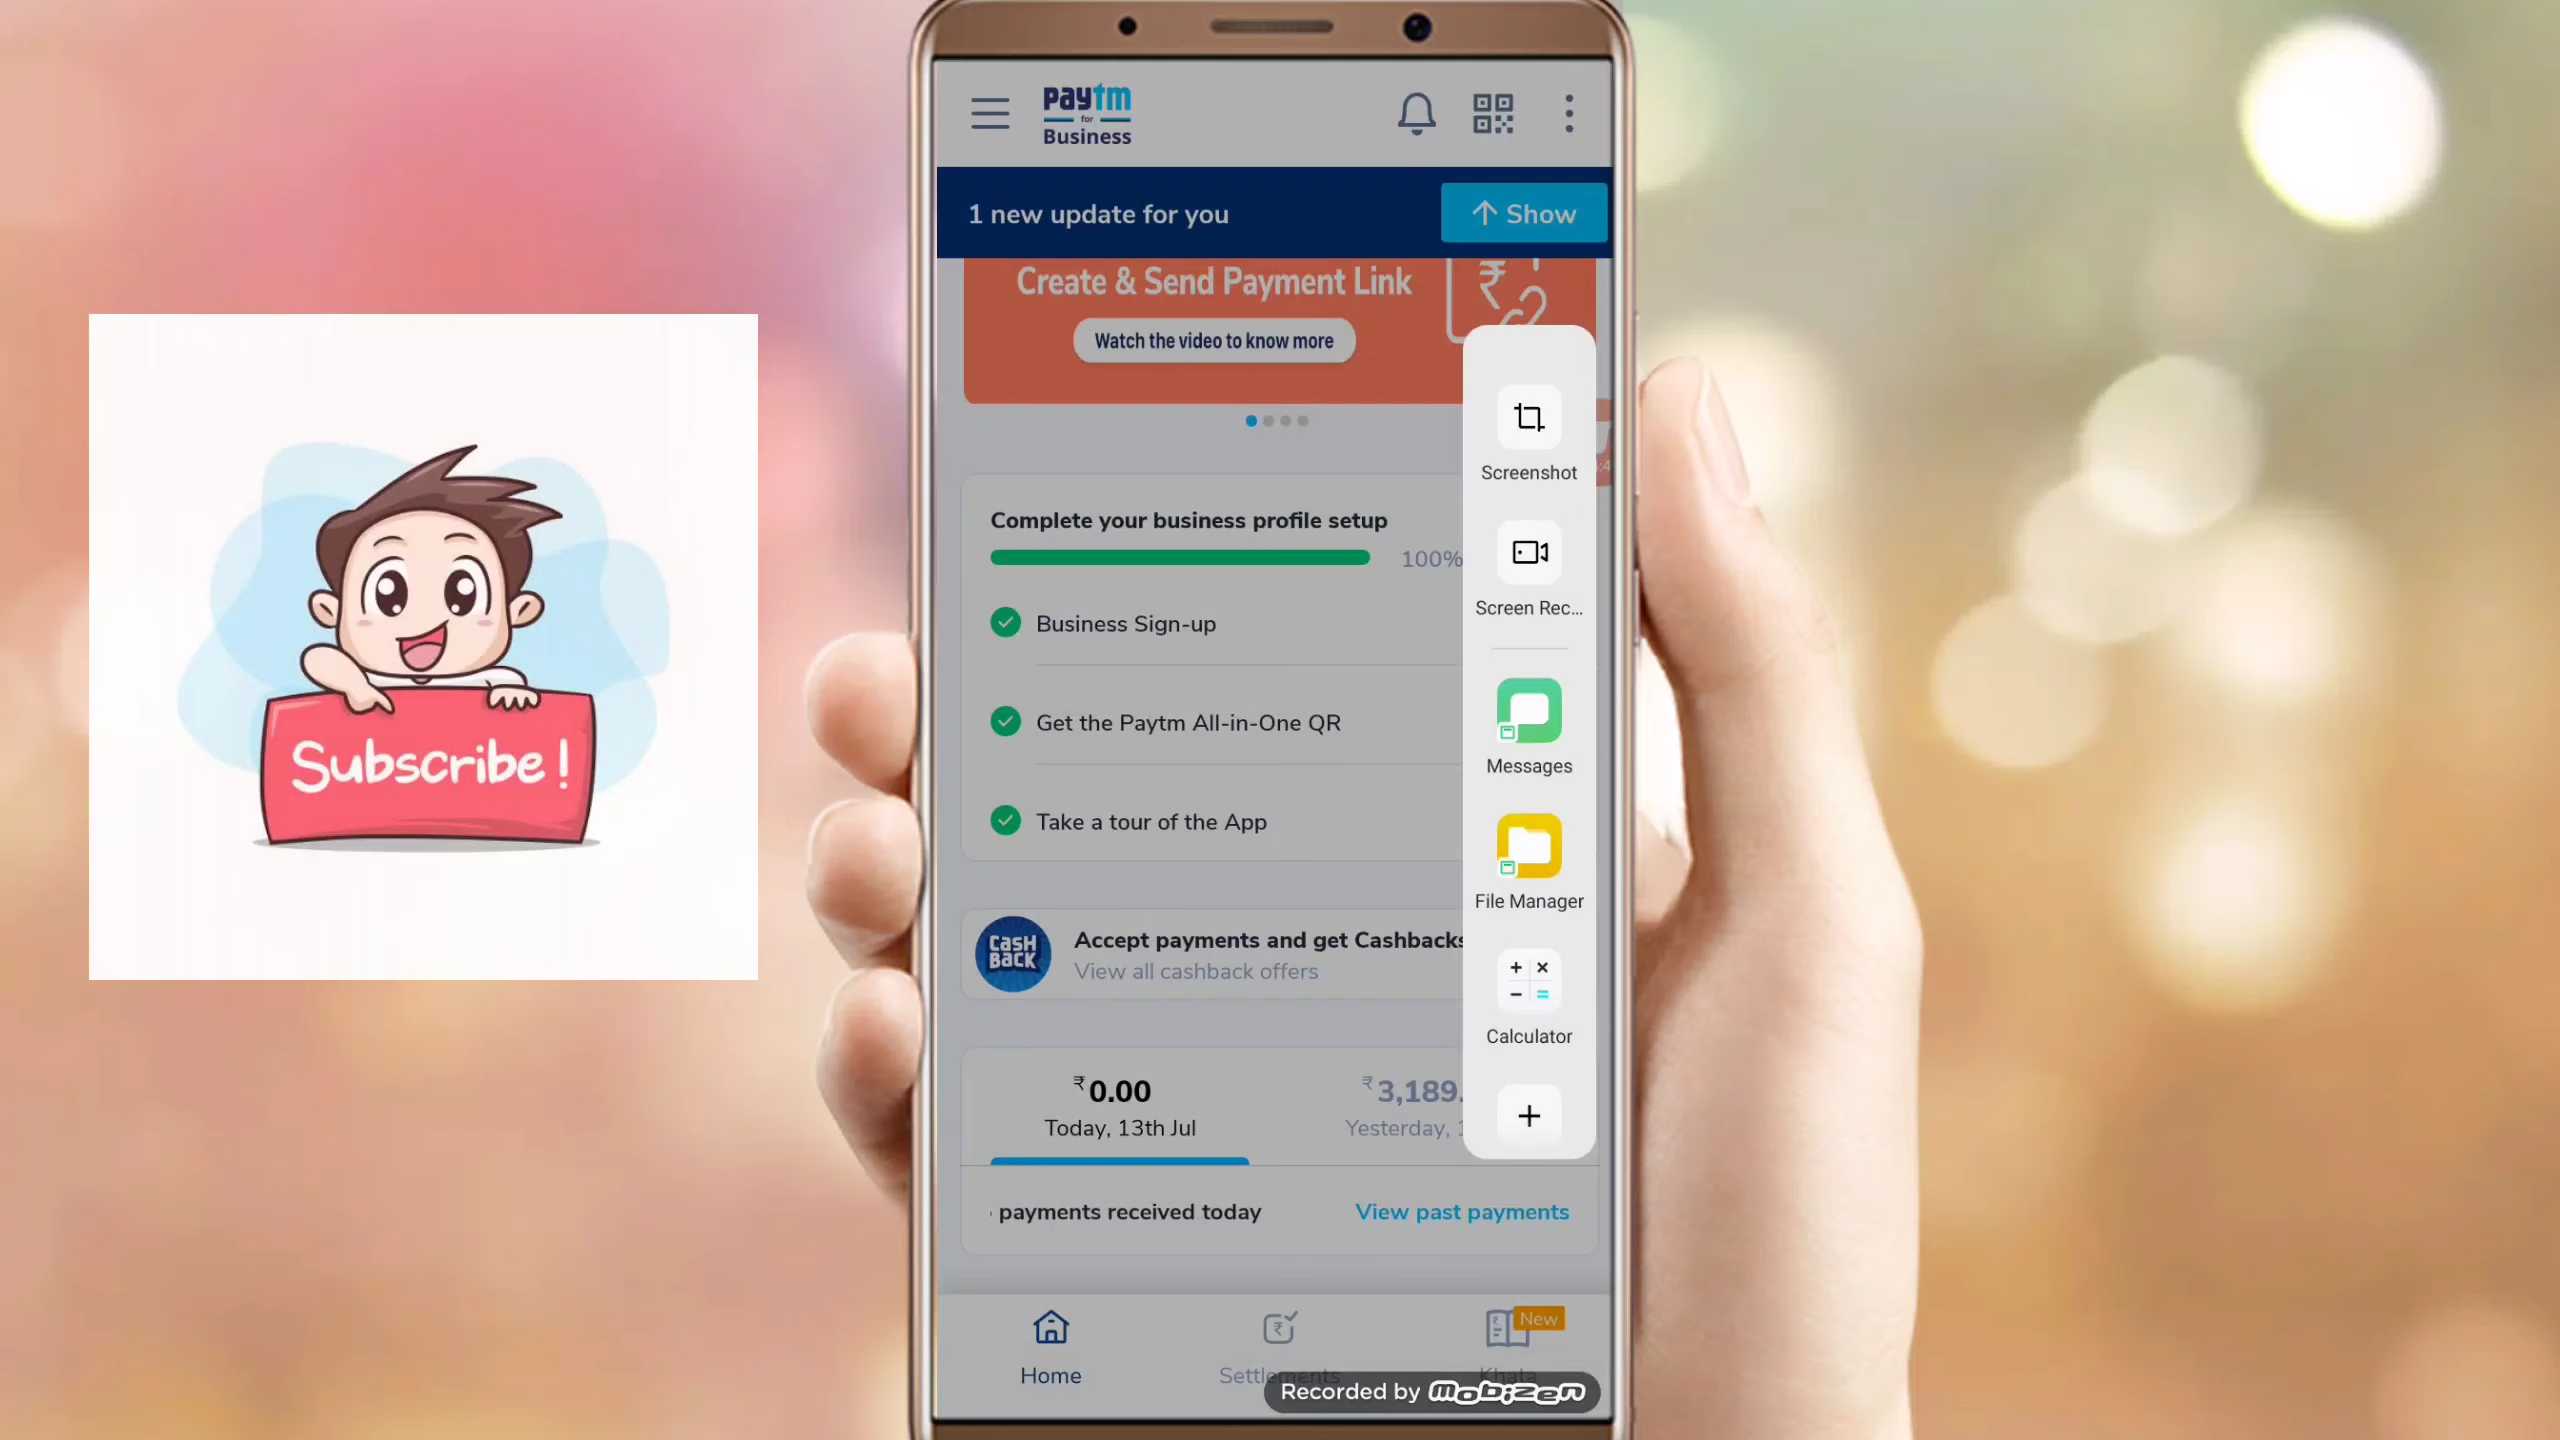 paytm
for
Business
1 new update for you
Show
Create & Send Payment Link
Watch the video to know more
Screenshot
Complete your business profile setup
100%
Screen Rec...
Business Sign-up
Get the Paytm All-in-One QR
Messages
Subscribe!
Take a tour of the App
File Manager
CASH
BACK
Accept payments and get Cashbacks
View all cashback offers
Calculator
₹0.00
₹3,189.
Today, 13th Jul
Yesterday,
payments received today
View past payments
New
Home
Settlements
Khata
Recorded by mobizen